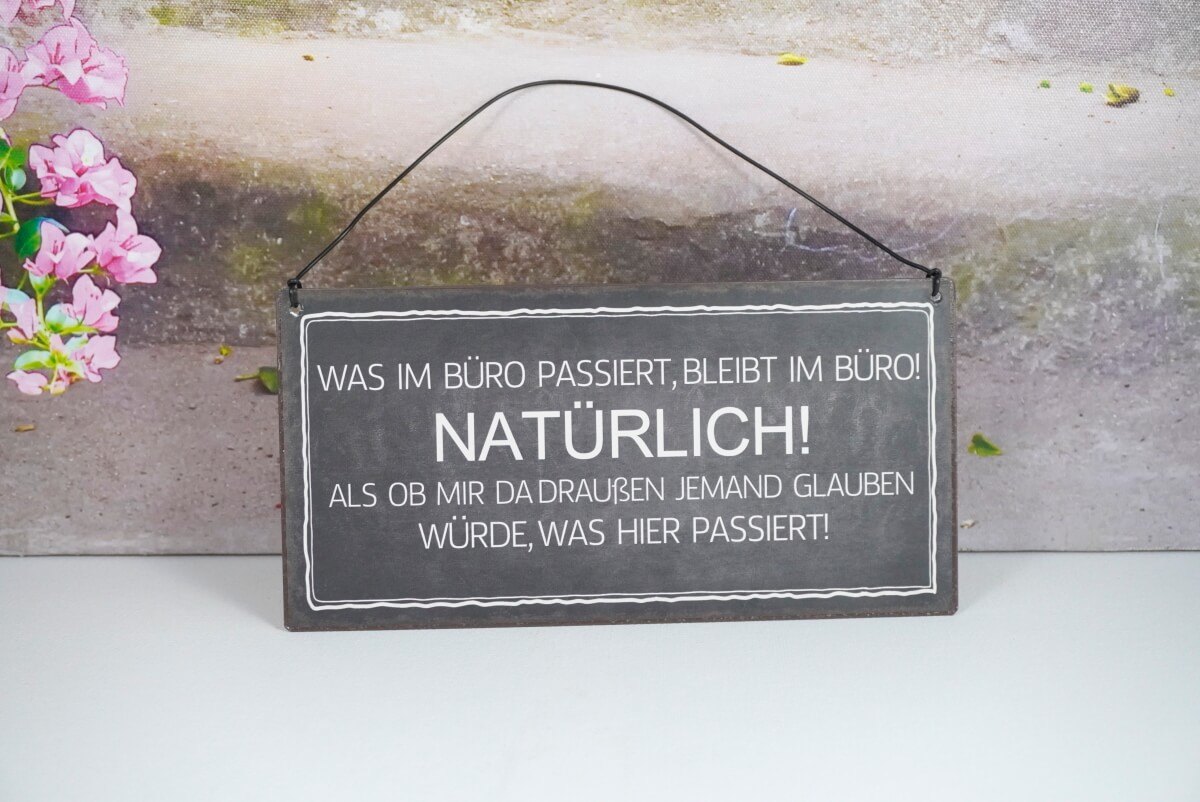 WAS IM BÜRO PASSIERT, BLEIBT IM BÜRO!
NATÜRLICH!
ALS OB MIR DA DRAUßEN JEMAND GLAUBEN
WÜRDE, WAS HIER PASSIERT!